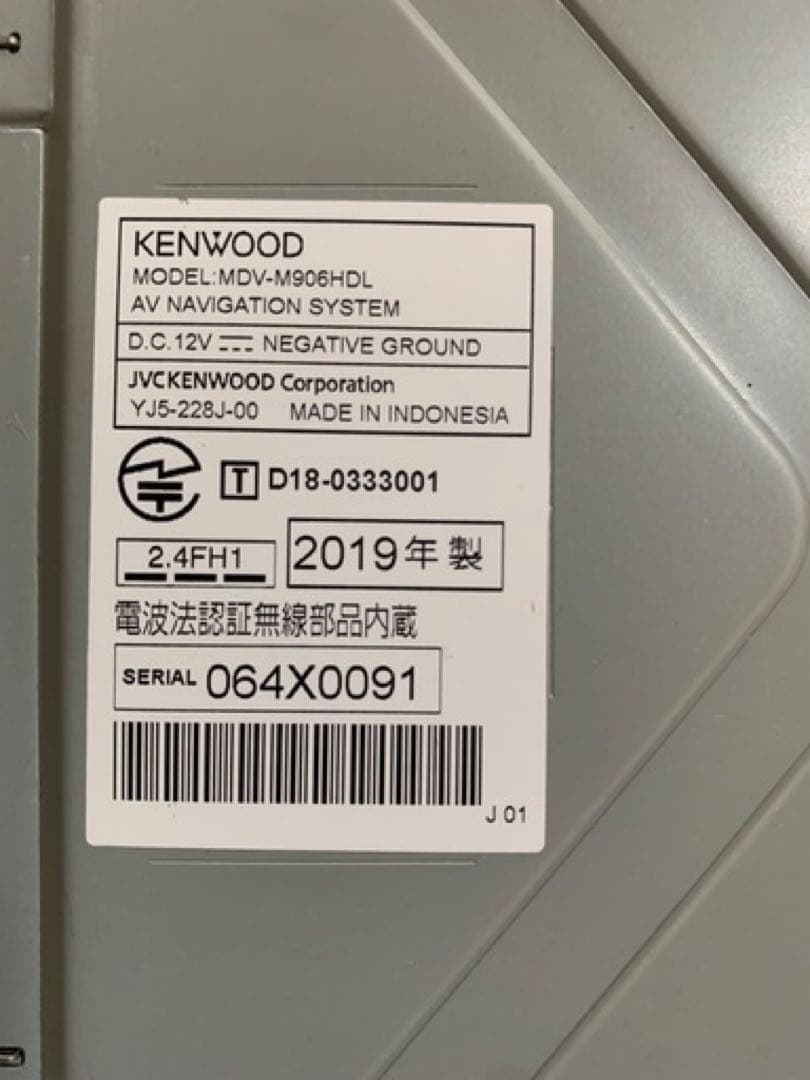 KENWOOD
MODEL:MDV-M906HDL
AV NAVIGATION SYSTEM
D.C.12V ⎓ NEGATIVE GROUND
JVCKENWOOD Corporation
YJ5-228J-00 MADE IN INDONESIA
T D18-0333001
2.4FH1 2019年製
電波法認証無線部品内蔵
SERIAL 064X0091
J 01